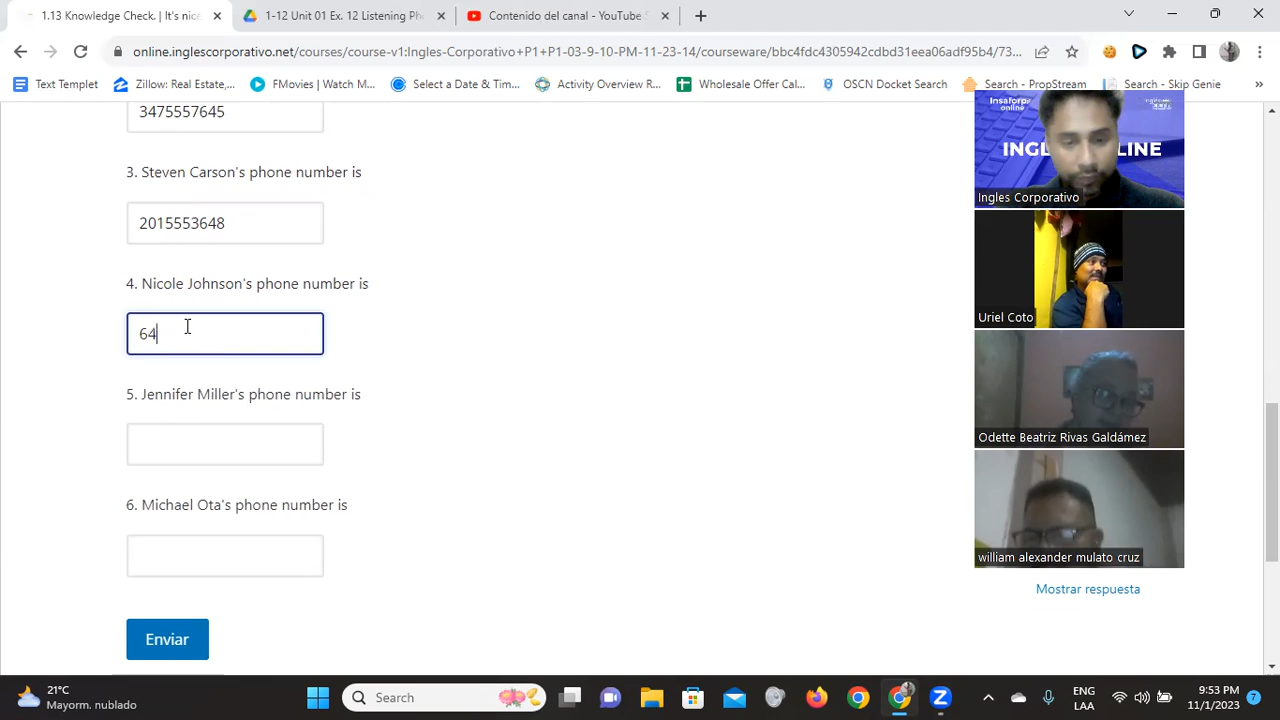 1.13 Knowledge Check. | It's nice
1-12 Unit 01 Ex. 12 Listening Ph
Contenido del canal - YouTube S
online.inglescorporativo.net/courses/course-v1:Ingles-Corporativo+P1+P1-03-9-10-PM-11-23-14/courseware/bbc4fdc4305942cdbd31eea06adf95b4/73...
Text Templet
Zillow: Real Estate,...
FMovies | Watch M...
Select a Date & Tim...
Activity Overview R...
Wholesale Offer Cal...
OSCN Docket Search
Search - PropStream
Search - Skip Genie
»
3475557645
3. Steven Carson's phone number is
2015553648
4. Nicole Johnson's phone number is
64
5. Jennifer Miller's phone number is
6. Michael Ota's phone number is
Enviar
Mostrar respuesta
Insaforp
online
INGL
LINE
Ingles Corporativo
Uriel Coto
Odette Beatriz Rivas Galdámez
william alexander mulato cruz
21°C
Mayorm. nublado
Search
ENG
LAA
9:53 PM
11/1/2023
7